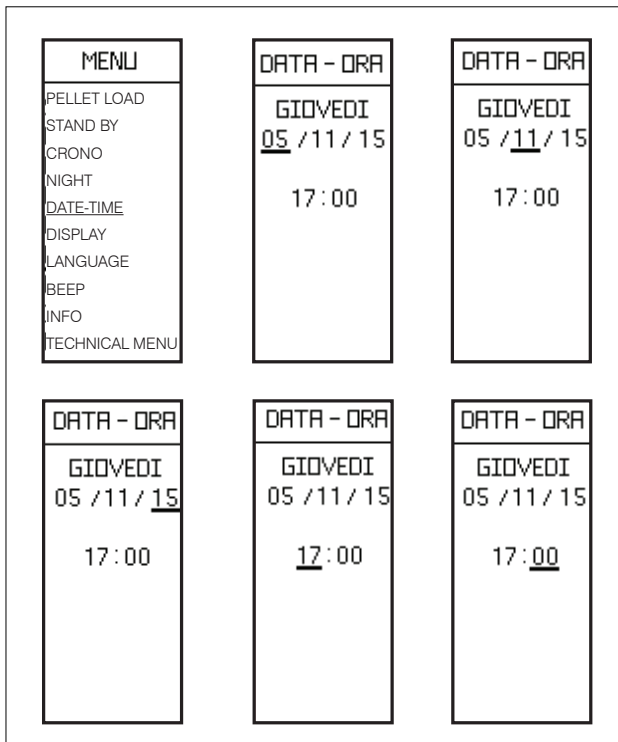 MENU
PELLET LOAD
STAND BY
CRONO
NIGHT
DATE-TIME
DISPLAY
LANGUAGE
BEEP
INFO
TECHNICAL MENU
DATA - ORA
GIOVEDI
05 / 11 / 15
17:00
DATA - ORA
GIOVEDI
05 / 11 / 15
17:00
DATA - ORA
GIOVEDI
05 / 11 / 15
17:00
DATA - ORA
GIOVEDI
05 / 11 / 15
17:00
DATA - ORA
GIOVEDI
05 / 11 / 15
17:00